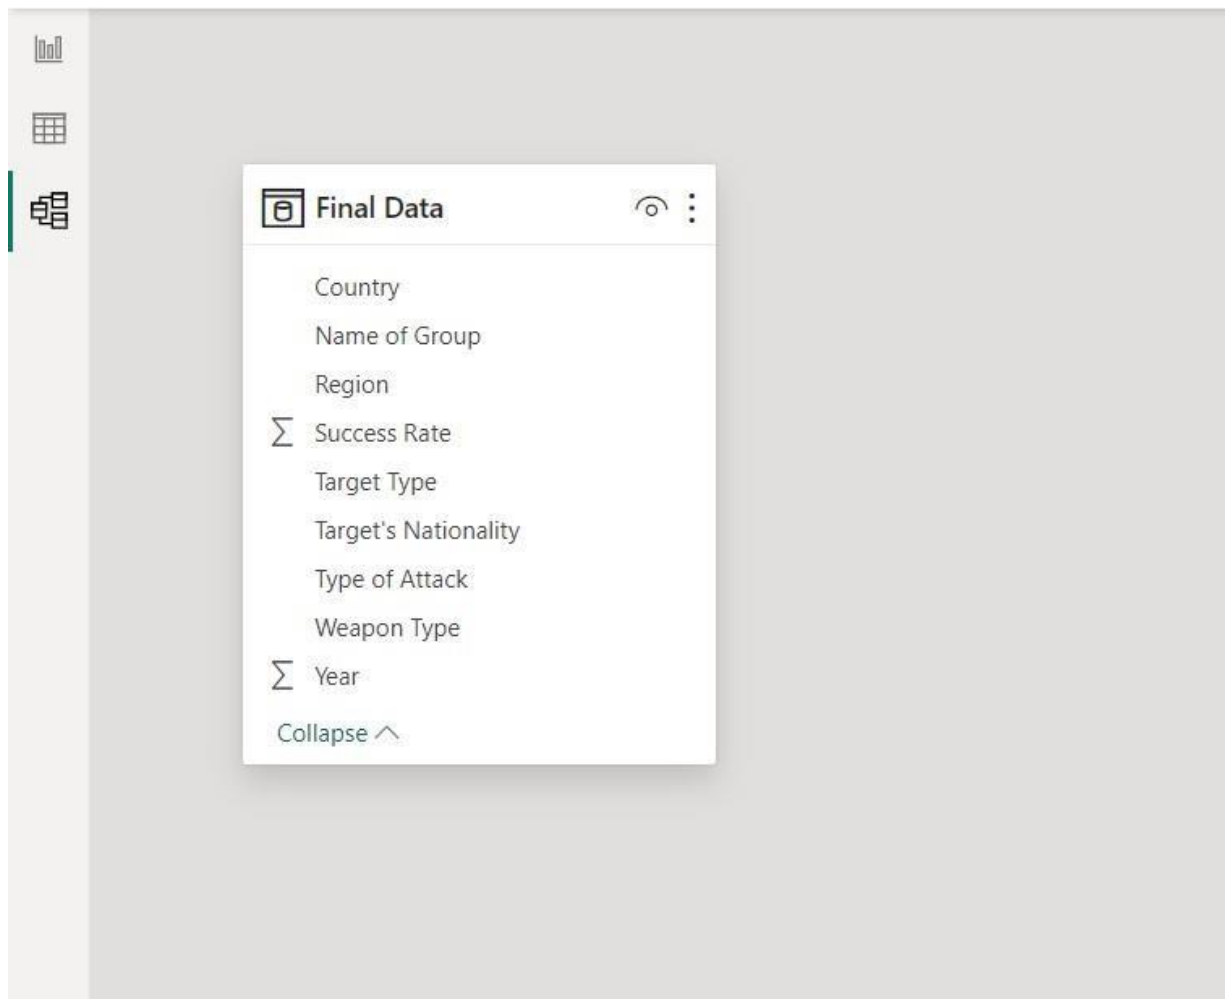 Final Data
Country
Name of Group
Region
Σ Success Rate
Target Type
Target's Nationality
Type of Attack
Weapon Type
Σ Year
Collapse